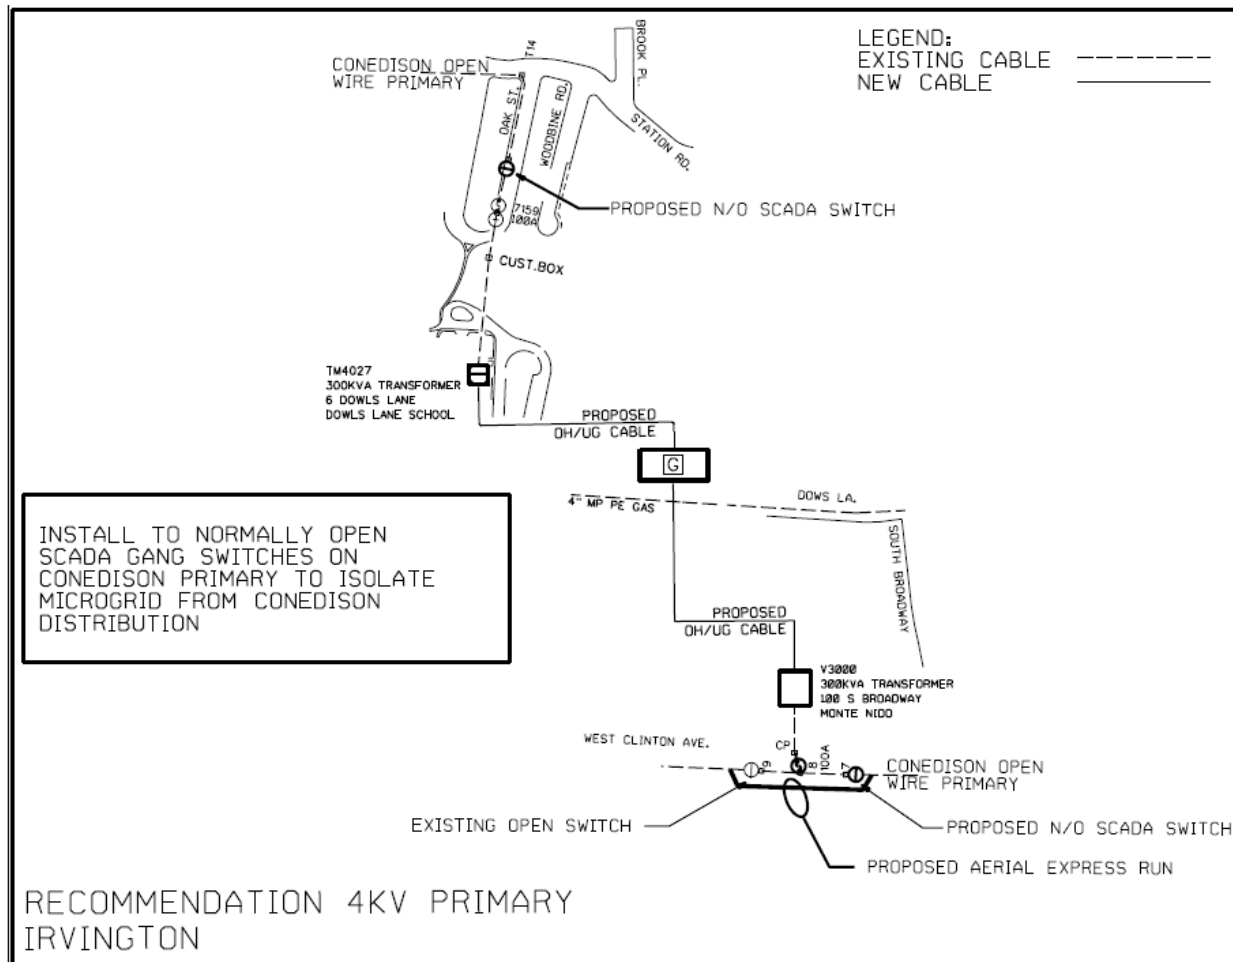 LEGEND:
EXISTING CABLE
NEW CABLE
BROOK PL.
T14
CONEDISON OPEN
WIRE PRIMARY
OAK ST.
WOODBINE RD.
STATION RD.
PROPOSED N/O SCADA SWITCH
7159
100A
CUST.BOX
TM4027
300KVA TRANSFORMER
6 DOWLS LANE
DOWLS LANE SCHOOL
PROPOSED
OH/UG CABLE
G
4" MP PE GAS
DOWS LA.
SOUTH BROADWAY
INSTALL TO NORMALLY OPEN
SCADA GANG SWITCHES ON
CONEDISON PRIMARY TO ISOLATE
MICROGRID FROM CONEDISON
DISTRIBUTION
PROPOSED
OH/UG CABLE
V3000
300KVA TRANSFORMER
100 S BROADWAY
MONTE NIDO
WEST CLINTON AVE.
CP
9
8
100A
7
CONEDISON OPEN
WIRE PRIMARY
EXISTING OPEN SWITCH
PROPOSED N/O SCADA SWITCH
PROPOSED AERIAL EXPRESS RUN
RECOMMENDATION 4KV PRIMARY
IRVINGTON